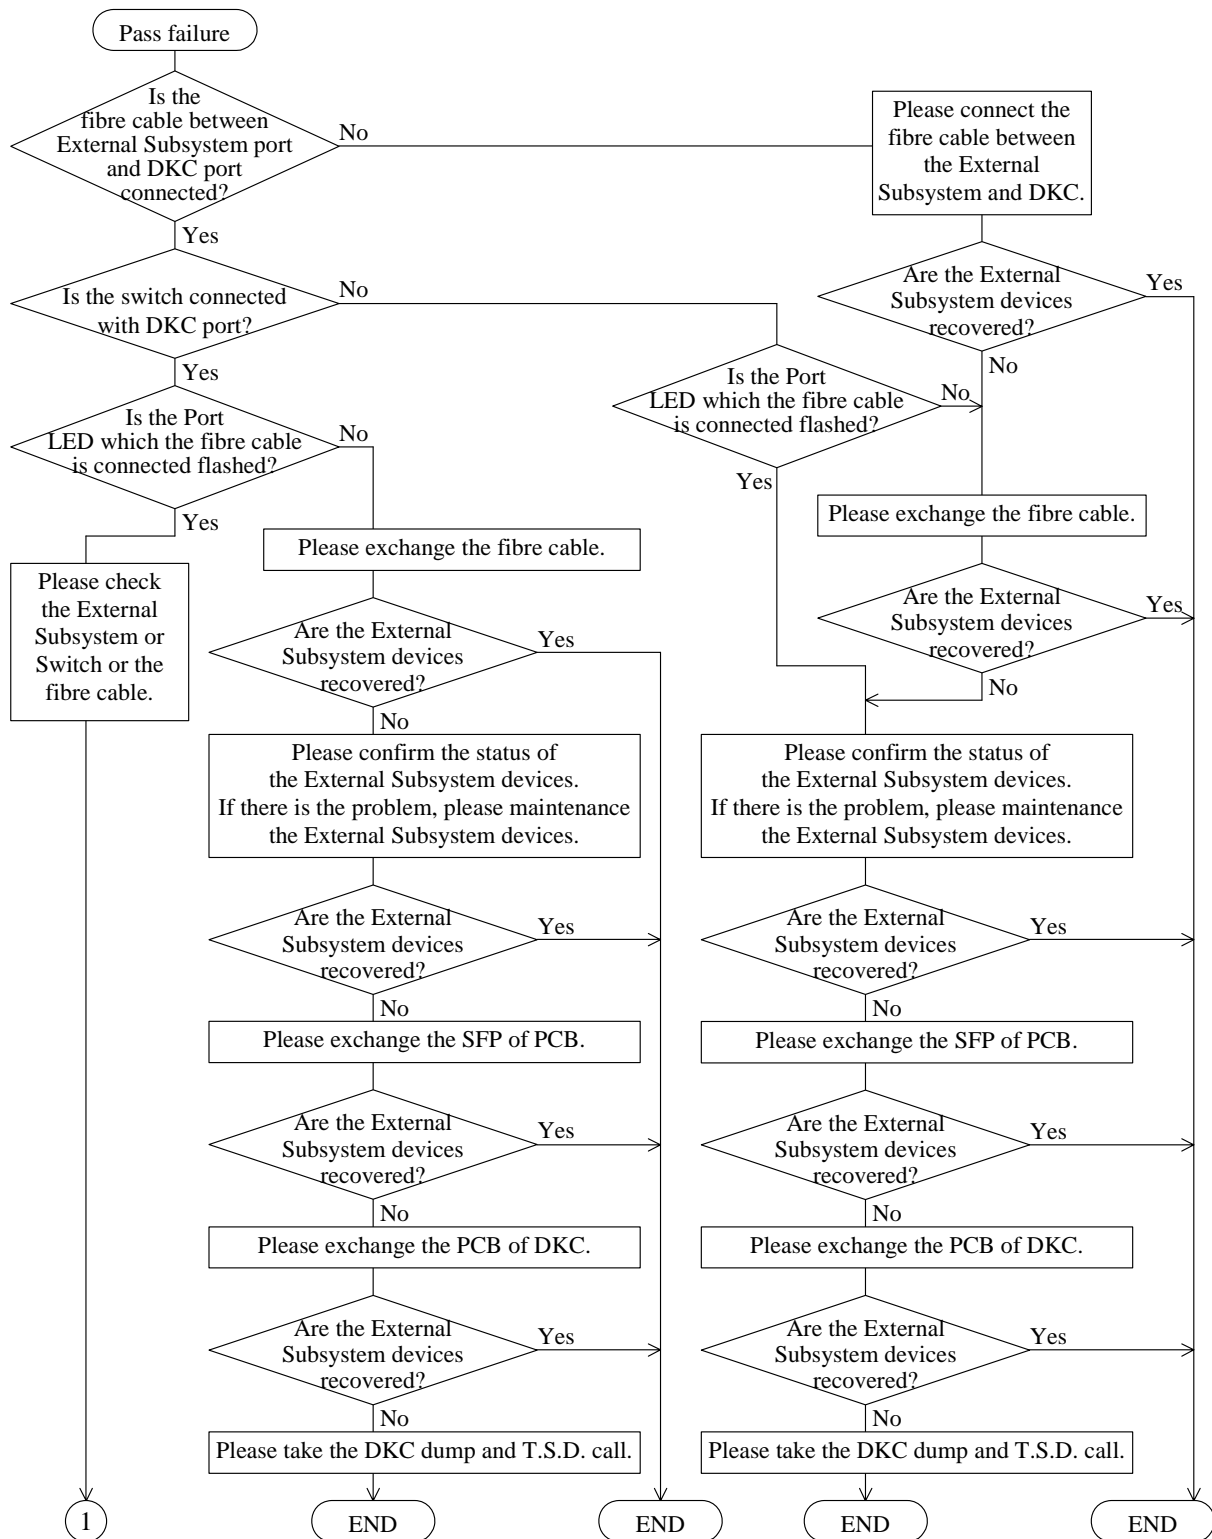 Pass failure
Is the
fibre cable between
External Subsystem port
and DKC port
connected?
No
Please connect the
fibre cable between
the External
Subsystem and DKC.
Yes
Is the switch connected
with DKC port?
No
Are the External
Subsystem devices
recovered?
Yes
Yes
No
Is the Port
LED which the fibre cable
is connected flashed?
No
Is the Port
LED which the fibre cable
is connected flashed?
No
Yes
Yes
Please exchange the fibre cable.
Please exchange the fibre cable.
Please check
the External
Subsystem or
Switch or the
fibre cable.
Are the External
Subsystem devices
recovered?
Yes
Are the External
Subsystem devices
recovered?
Yes
No
No
Please confirm the status of
the External Subsystem devices.
If there is the problem, please maintenance
the External Subsystem devices.
Please confirm the status of
the External Subsystem devices.
If there is the problem, please maintenance
the External Subsystem devices.
Are the External
Subsystem devices
recovered?
Yes
Are the External
Subsystem devices
recovered?
Yes
No
No
Please exchange the SFP of PCB.
Please exchange the SFP of PCB.
Are the External
Subsystem devices
recovered?
Yes
Are the External
Subsystem devices
recovered?
Yes
No
No
Please exchange the PCB of DKC.
Please exchange the PCB of DKC.
Are the External
Subsystem devices
recovered?
Yes
Are the External
Subsystem devices
recovered?
Yes
No
No
Please take the DKC dump and T.S.D. call.
Please take the DKC dump and T.S.D. call.
1
END
END
END
END